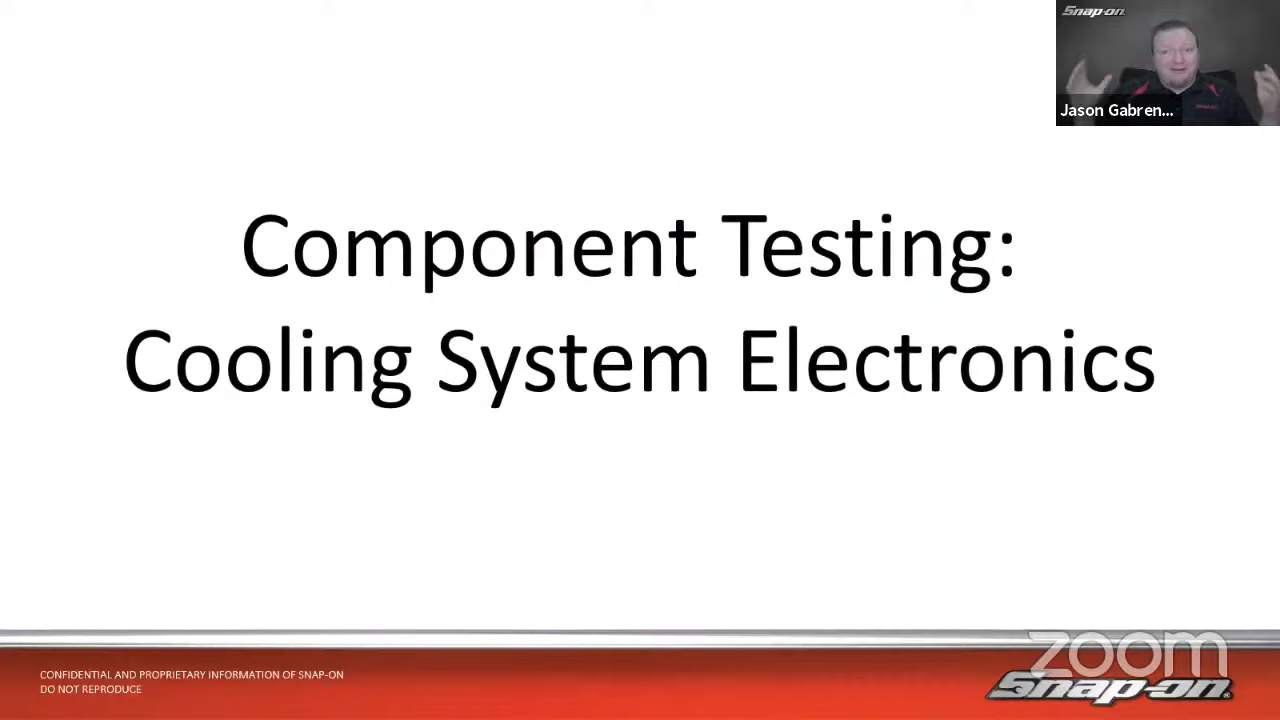 Snap-on
Jason Gabren...
Component Testing:
Cooling System Electronics
CONFIDENTIAL AND PROPRIETARY INFORMATION OF SNAP-ON
DO NOT REPRODUCE
zoom
Snap-on